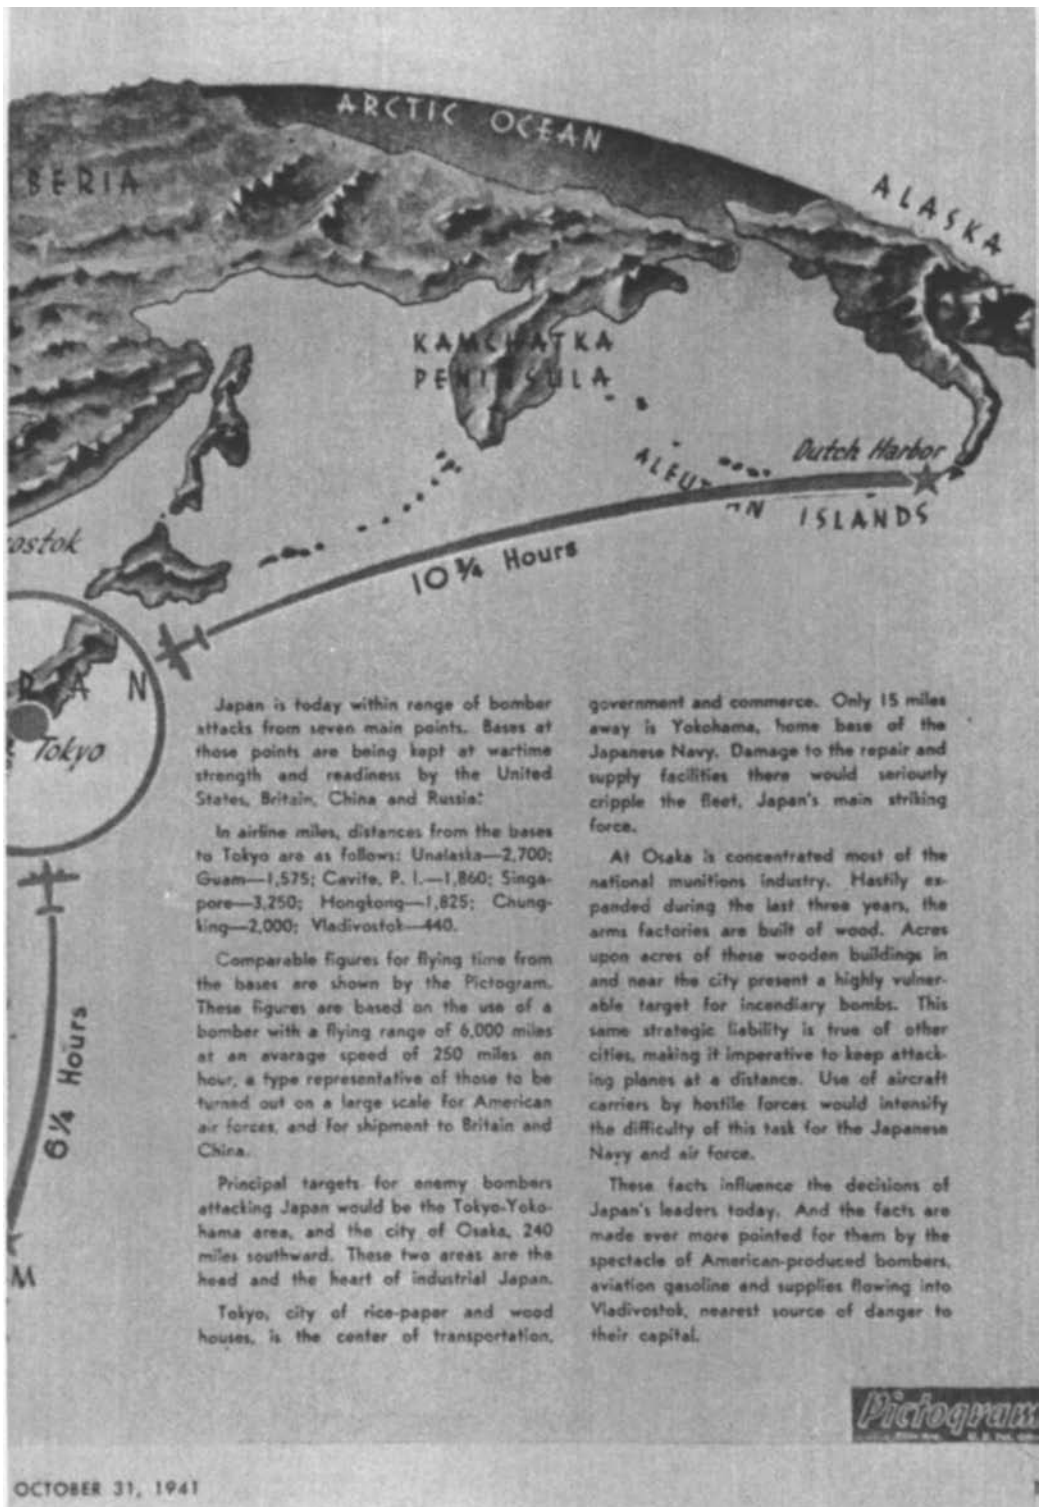 ARCTIC OCEAN
BERIA
ALASKA
KAMCHATKA
PENINSULA
Dutch Harbor
ALEUTIAN
ISLANDS
ostok
10 ¾ Hours
R A N
Tokyo
6 ¼ Hours
M
Japan is today within range of bomber
attacks from seven main points. Bases at
those points are being kept at wartime
strength and readiness by the United
States, Britain, China and Russia:
In airline miles, distances from the bases
to Tokyo are as follows: Unalaska—2,700;
Guam—1,575; Cavite, P. I.—1,860; Singa-
pore—3,250; Hongkong—1,825; Chung-
king—2,000; Vladivostok—440.
Comparable figures for flying time from
the bases are shown by the Pictogram.
These figures are based on the use of a
bomber with a flying range of 6,000 miles
at an avarage speed of 250 miles an
hour, a type representative of those to be
turned out on a large scale for American
air forces, and for shipment to Britain and
China.
Principal targets for enemy bombers
attacking Japan would be the Tokyo-Yoko-
hama area, and the city of Osaka, 240
miles southward. These two areas are the
head and the heart of industrial Japan.
Tokyo, city of rice-paper and wood
houses, is the center of transportation,
government and commerce. Only 15 miles
away is Yokohama, home base of the
Japanese Navy. Damage to the repair and
supply facilities there would seriously
cripple the fleet, Japan's main striking
force.
At Osaka is concentrated most of the
national munitions industry. Hastily ex-
panded during the last three years, the
arms factories are built of wood. Acres
upon acres of these wooden buildings in
and near the city present a highly vulner-
able target for incendiary bombs. This
same strategic liability is true of other
cities, making it imperative to keep attack-
ing planes at a distance. Use of aircraft
carriers by hostile forces would intensify
the difficulty of this task for the Japanese
Navy and air force.
These facts influence the decisions of
Japan's leaders today. And the facts are
made ever more pointed for them by the
spectacle of American-produced bombers,
aviation gasoline and supplies flowing into
Vladivostok, nearest source of danger to
their capital.
Pictogram
OCTOBER 31, 1941